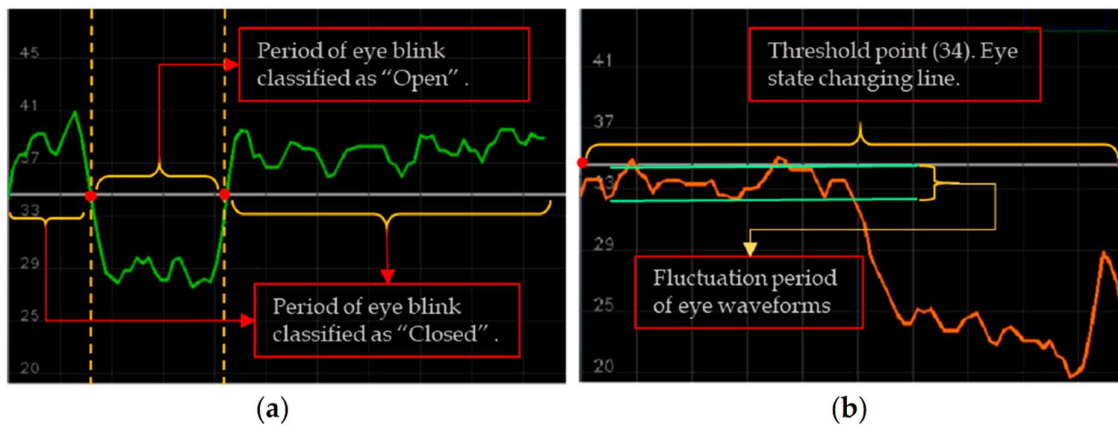 45
41
37
33
29
25
20
Period of eye blink
classified as “Open” .
Period of eye blink
classified as “Closed” .
(a)
41
37
33
29
25
20
Threshold point (34). Eye
state changing line.
Fluctuation period
of eye waveforms
(b)